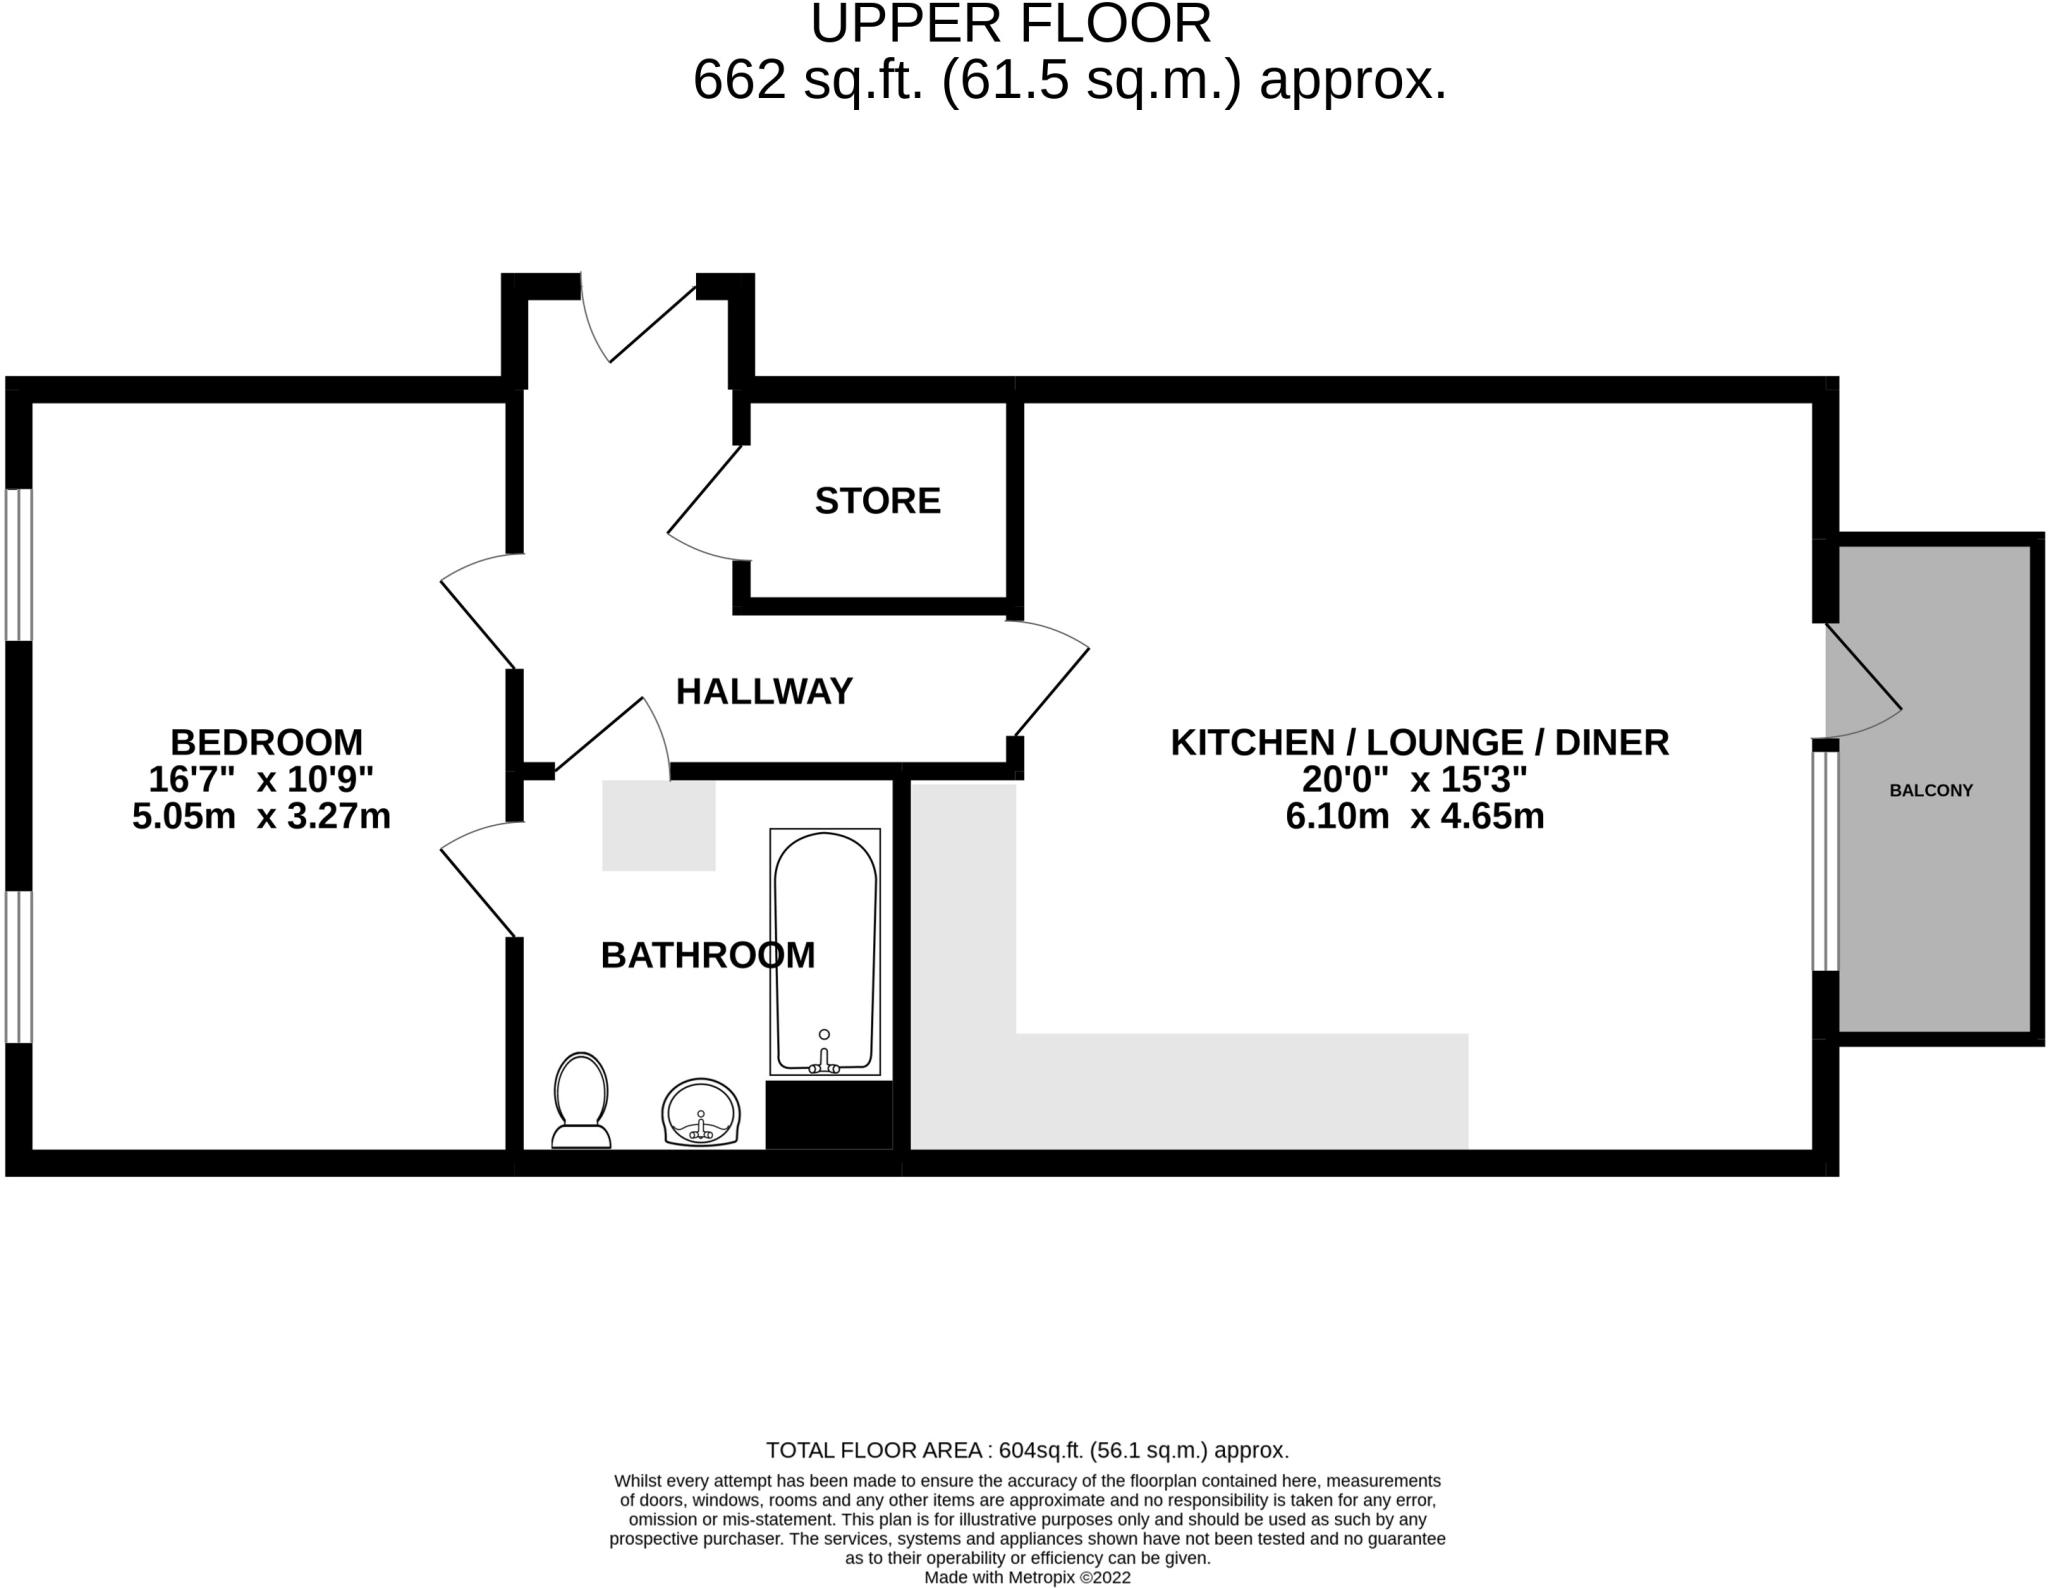 UPPER FLOOR
662 sq.ft. (61.5 sq.m.) approx.
STORE
HALLWAY
BEDROOM
16'7" x 10'9"
5.05m x 3.27m
KITCHEN / LOUNGE / DINER
20'0" x 15'3"
6.10m x 4.65m
BALCONY
BATHROOM
TOTAL FLOOR AREA : 604sq.ft. (56.1 sq.m.) approx.
Whilst every attempt has been made to ensure the accuracy of the floorplan contained here, measurements
of doors, windows, rooms and any other items are approximate and no responsibility is taken for any error,
omission or mis-statement. This plan is for illustrative purposes only and should be used as such by any
prospective purchaser. The services, systems and appliances shown have not been tested and no guarantee
as to their operability or efficiency can be given.
Made with Metropix ©2022